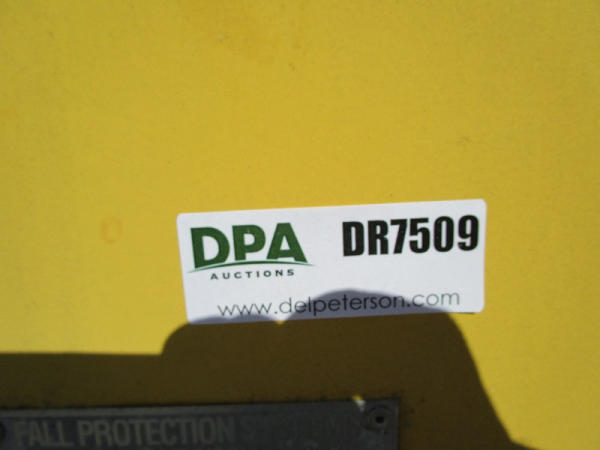 DPA
AUCTIONS
DR7509
www.delpeterson.com
FALL PROTECTION